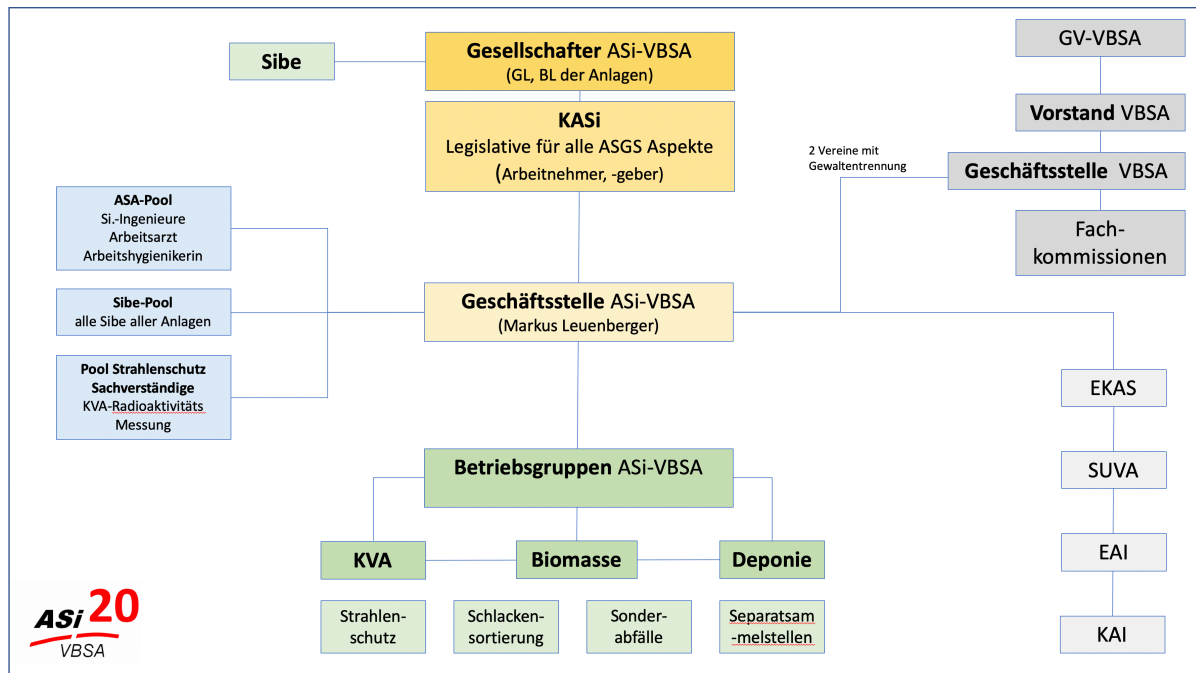 Sibe
Gesellschafter ASi-VBSA
(GL, BL der Anlagen)
KASi
Legislative für alle ASGS Aspekte
(Arbeitnehmer, -geber)
GV-VBSA
Vorstand VBSA
2 Vereine mit
Gewaltentrennung
Geschäftsstelle VBSA
Fach-
kommissionen
ASA-Pool
Si.-Ingenieure
Arbeitsarzt
Arbeitshygienikerin
Sibe-Pool
alle Sibe aller Anlagen
Pool Strahlenschutz
Sachverständige
KVA-Radioaktivitäts
Messung
Geschäftsstelle ASi-VBSA
(Markus Leuenberger)
EKAS
SUVA
EAI
KAI
Betriebsgruppen ASi-VBSA
KVA
Biomasse
Deponie
Strahlen-
schutz
Schlacken-
sortierung
Sonder-
abfälle
Separatsam
-melstellen
ASi 20
VBSA